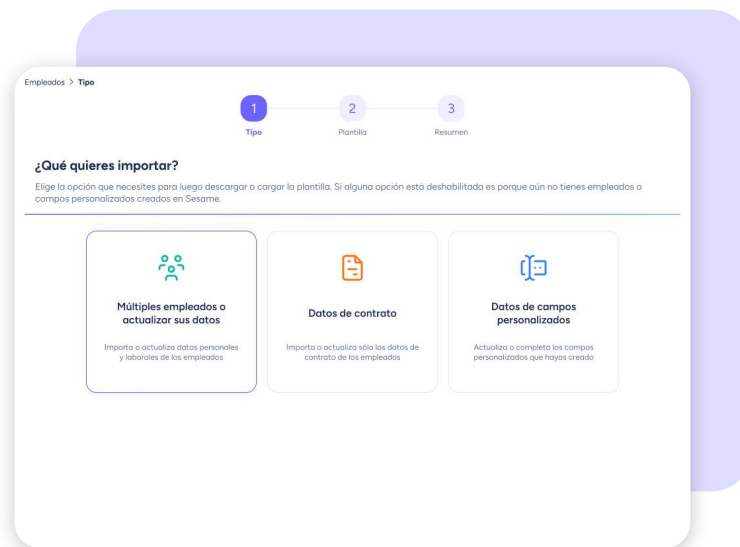 Empleados > Tipo
1
2
3
Tipo
Plantilla
Resumen
¿Qué quieres importar?
Elige la opción que necesites para luego descargar o cargar la plantilla. Si alguna opción está deshabilitada es porque aún no tienes empleados o
campos personalizados creados en Sesame.
Múltiples empleados o
actualizar sus datos
Importa o actualiza datos personales
y laborales de los empleados
Datos de contrato
Importa o actualiza sólo los datos de
contrato de los empleados
Datos de campos
personalizados
Actualiza o completa los campos
personalizados que hayas creado